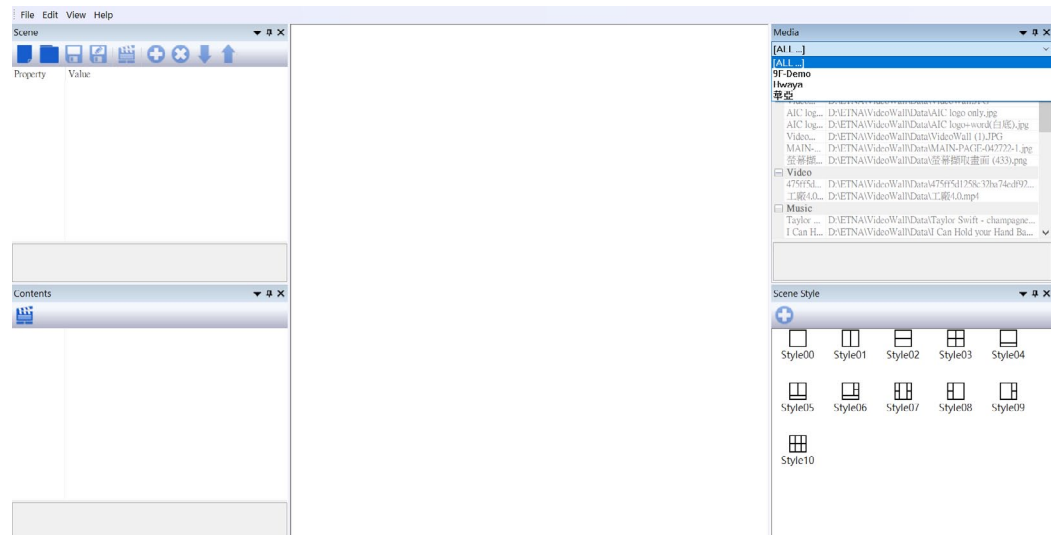 File Edit View Help
Scene
Property Value
Contents
Media
[ALL ...]
[ALL ...]
9F-Demo
Hwaya
華亞
AIC log... D:\ETNA\VideoWall\Data\AIC logo only.jpg
AIC log... D:\ETNA\VideoWall\Data\AIC logo+word(白底).jpg
Video... D:\ETNA\VideoWall\Data\VideoWall (1).JPG
MAIN-... D:\ETNA\VideoWall\Data\MAIN-PAGE-042722-1.jpg
螢幕擷... D:\ETNA\VideoWall\Data\螢幕擷取畫面 (433).png
Video
475ff5d... D:\ETNA\VideoWall\Data\475ff5d1258c32ba74edf92...
工廠4.0... D:\ETNA\VideoWall\Data\工廠4.0.mp4
Music
Taylor ... D:\ETNA\VideoWall\Data\Taylor Swift - champagne...
I Can H... D:\ETNA\VideoWall\Data\I Can Hold your Hand Ba...
Scene Style
Style00 Style01 Style02 Style03 Style04
Style05 Style06 Style07 Style08 Style09
Style10